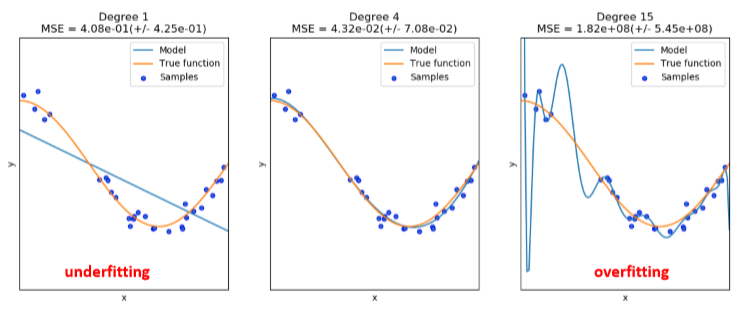 Degree 1
MSE = 4.08e-01(+/- 4.25e-01)
Model
True function
Samples
y
underfitting
x
Degree 4
MSE = 4.32e-02(+/- 7.08e-02)
Model
True function
Samples
y
x
Degree 15
MSE = 1.82e+08(+/- 5.45e+08)
Model
True function
Samples
y
overfitting
x